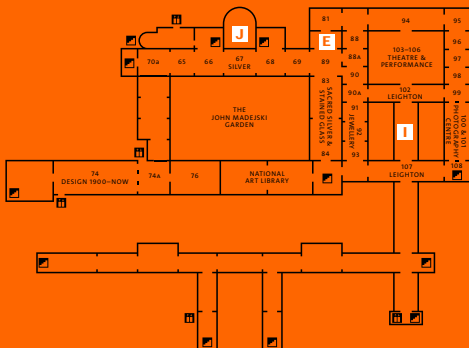 81
94
95
J
E
88
96
103–106
THEATRE &
PERFORMANCE
97
88A
70a
65
66
67
SILVER
68
69
89
90
98
83
90A
102
LEIGHTON
99
SACRED SILVER &
STAINED GLASS
91
92
JEWELLERY
93
I
100 & 101
PHOTOGRAPHY
CENTRE
THE
JOHN MADEJSKI
GARDEN
84
107
LEIGHTON
108
74
DESIGN 1900–NOW
74A
76
NATIONAL
ART LIBRARY